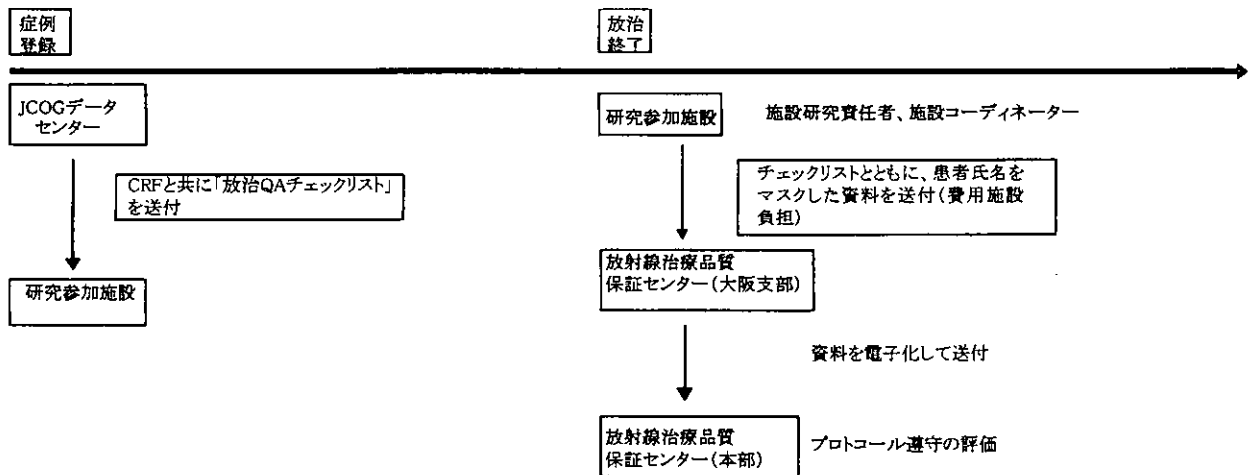 症例
登録
放治
終了
JCOGデータ
センター
研究参加施設
施設研究責任者、施設コーディネーター
CRFと共に「放治QAチェックリスト」
を送付
チェックリストとともに、患者氏名を
マスクした資料を送付(費用施設
負担)
研究参加施設
放射線治療品質
保証センター(大阪支部)
資料を電子化して送付
放射線治療品質
保証センター(本部)
プロトコール遵守の評価